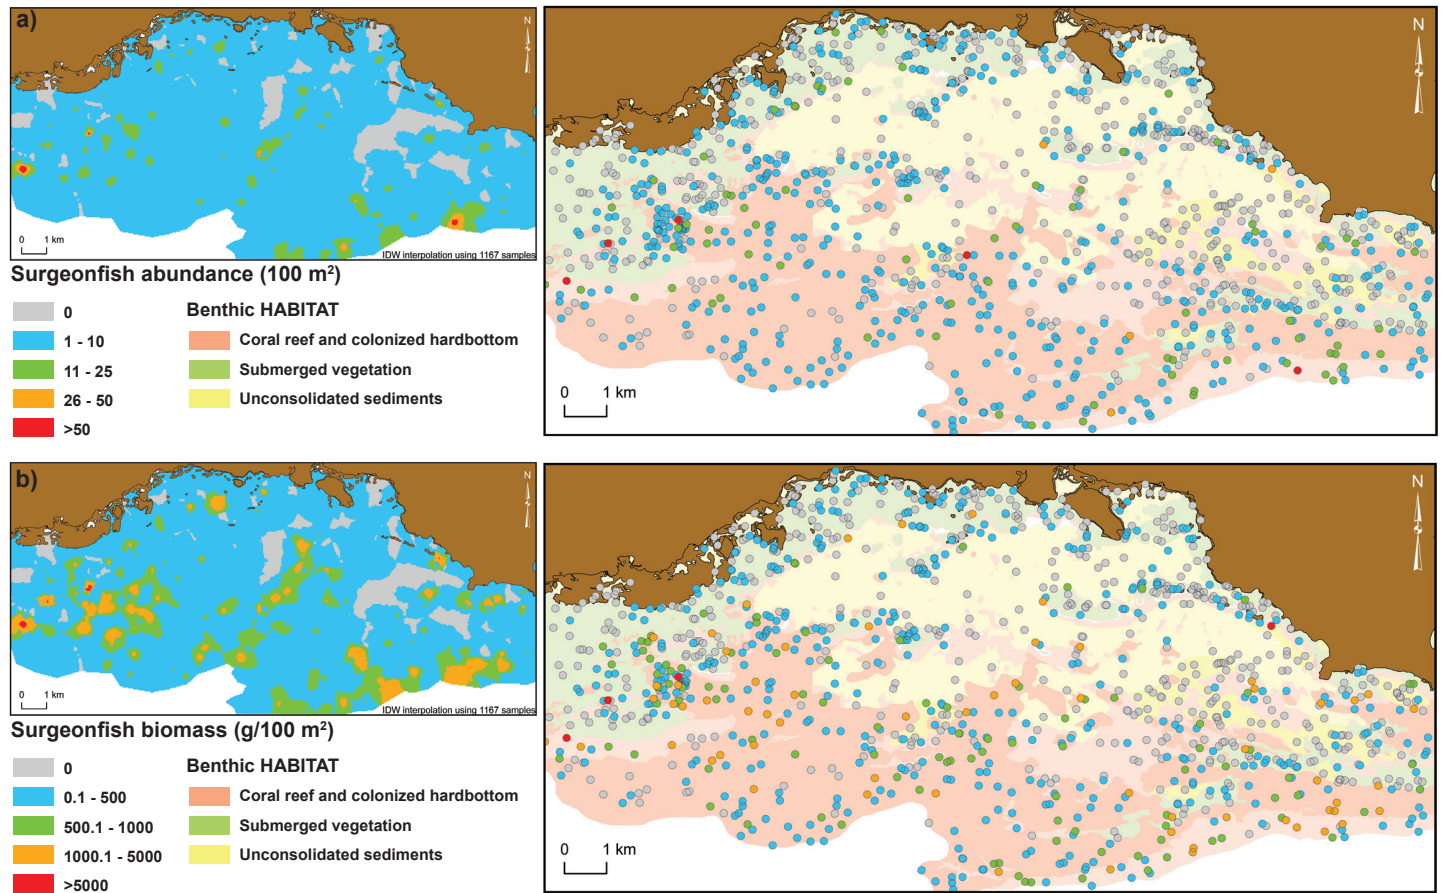 a)
N
0 1 km
IDW interpolation using 1167 samples
N
0 1 km
Surgeonfish abundance (100 m²)
0
1 - 10
11 - 25
26 - 50
>50
Benthic HABITAT
Coral reef and colonized hardbottom
Submerged vegetation
Unconsolidated sediments
b)
N
0 1 km
IDW interpolation using 1167 samples
N
0 1 km
Surgeonfish biomass (g/100 m²)
0
0.1 - 500
500.1 - 1000
1000.1 - 5000
>5000
Benthic HABITAT
Coral reef and colonized hardbottom
Submerged vegetation
Unconsolidated sediments